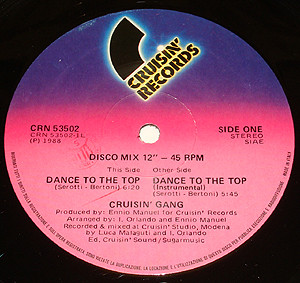 CRUISIN'
RECORDS
CRN 53502
CRN 53502-1L
(P) 1988
SIDE ONE
STEREO
SIAE
DISCO MIX 12" — 45 RPM
This Side
DANCE TO THE TOP
(Serotti - Bertoni) 6:20
Other Side
DANCE TO THE TOP
(Instrumental)
(Serotti - Bertoni) 5:45
CRUISIN' GANG
Produced by: Ennio Manuel for Cruisin' Records
Arranged by: I. Orlando and Ennio Manuel
Recorded & mixed at Cruisin' Studio, Modena
by Luca Malaguti and I. Orlando
Ed. Cruisin' Sound / Sugarmusic